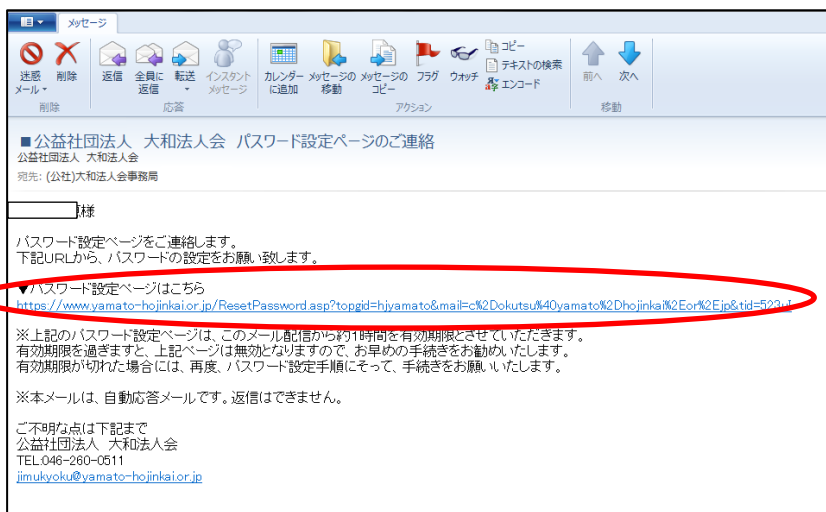 メッセージ
迷惑メール
削除
返信
全員に返信
転送
インスタントメッセージ
カレンダーに追加
メッセージの移動
メッセージのコピー
フラグ
ウォッチ
コピー
テキストの検索
エンコード
前へ
次へ
削除
応答
アクション
移動
■公益社団法人 大和法人会 パスワード設定ページのご連絡
公益社団法人 大和法人会
宛先: (公社)大和法人会事務局
様
パスワード設定ページをご連絡します。
下記URLから、パスワードの設定をお願い致します。
▼パスワード設定ページはこちら
https://www.yamato-hojinkai.or.jp/ResetPassword.asp?topgid=hjyamato&mail=c%2Dokutsu%40yamato%2Dhojinkai%2Eor%2Ejp&tid=523uI
※上記のパスワード設定ページは、このメール配信から約1時間を有効期限とさせていただきます。
有効期限を過ぎますと、上記ページは無効となりますので、お早めの手続きをお勧めいたします。
有効期限が切れた場合には、再度、パスワード設定手順にそって、手続きをお願いいたします。
※本メールは、自動応答メールです。返信はできません。
ご不明な点は下記まで
公益社団法人 大和法人会
TEL:046-260-0511
jimukyoku@yamato-hojinkai.or.jp